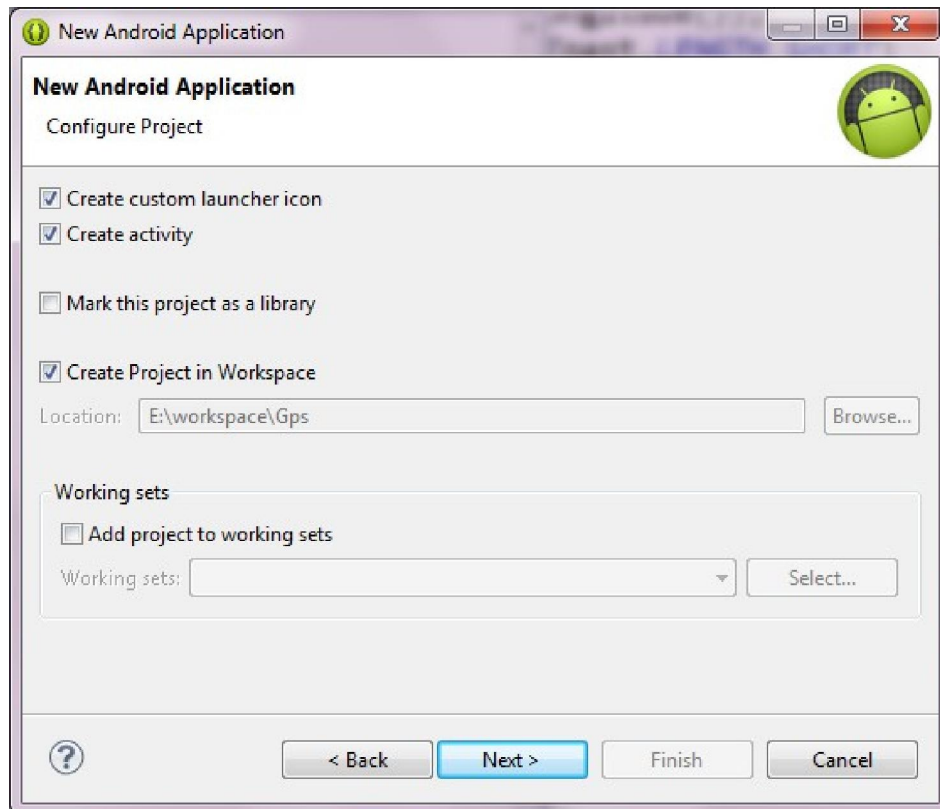 New Android Application
New Android Application
Configure Project
Create custom launcher icon
Create activity
Mark this project as a library
Create Project in Workspace
Location: E:\workspace\Gps Browse...
Working sets
Add project to working sets
Working sets: Select...
? < Back Next > Finish Cancel